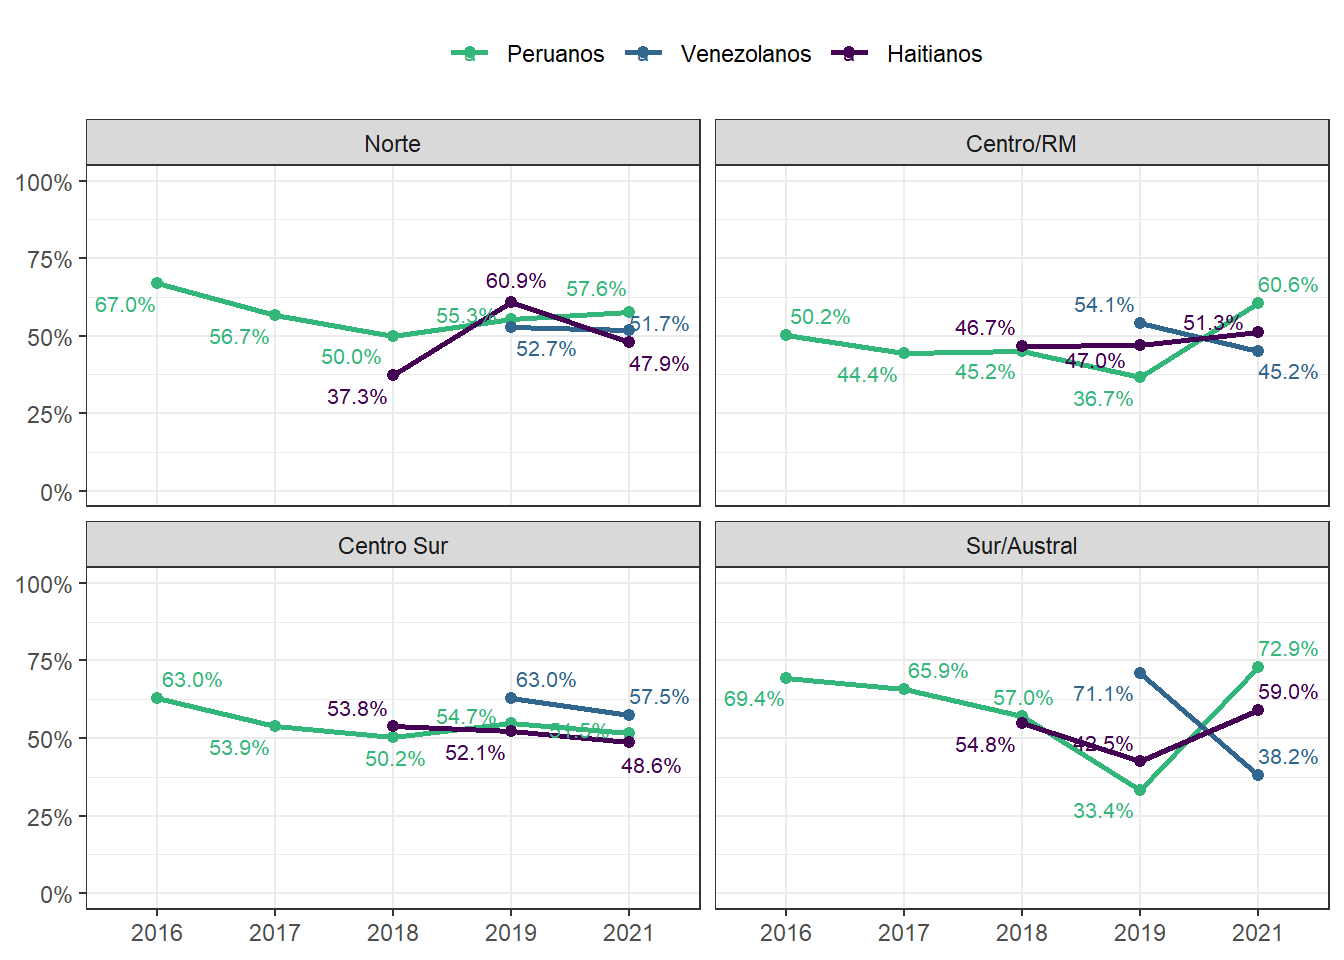 Peruanos Venezolanos Haitianos
Norte Centro/RM
100%
75%
50%
25%
0%
67.0% 56.7% 50.0% 55.3% 57.6%
52.7% 51.7%
37.3% 60.9% 47.9%
50.2% 44.4% 45.2% 36.7% 60.6%
54.1% 45.2%
46.7% 47.0% 51.3%
Centro Sur Sur/Austral
100%
75%
50%
25%
0%
63.0% 53.9% 50.2% 54.7% 51.5%
63.0% 57.5%
53.8% 52.1% 48.6%
69.4% 65.9% 57.0% 33.4% 72.9%
71.1% 38.2%
54.8% 42.5% 59.0%
2016 2017 2018 2019 2021 2016 2017 2018 2019 2021